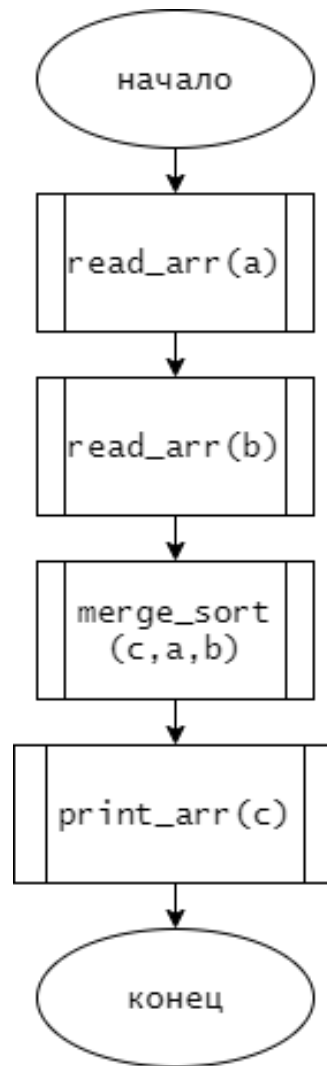 начало
read_arr(a)
read_arr(b)
merge_sort
(c,a,b)
print_arr(c)
конец